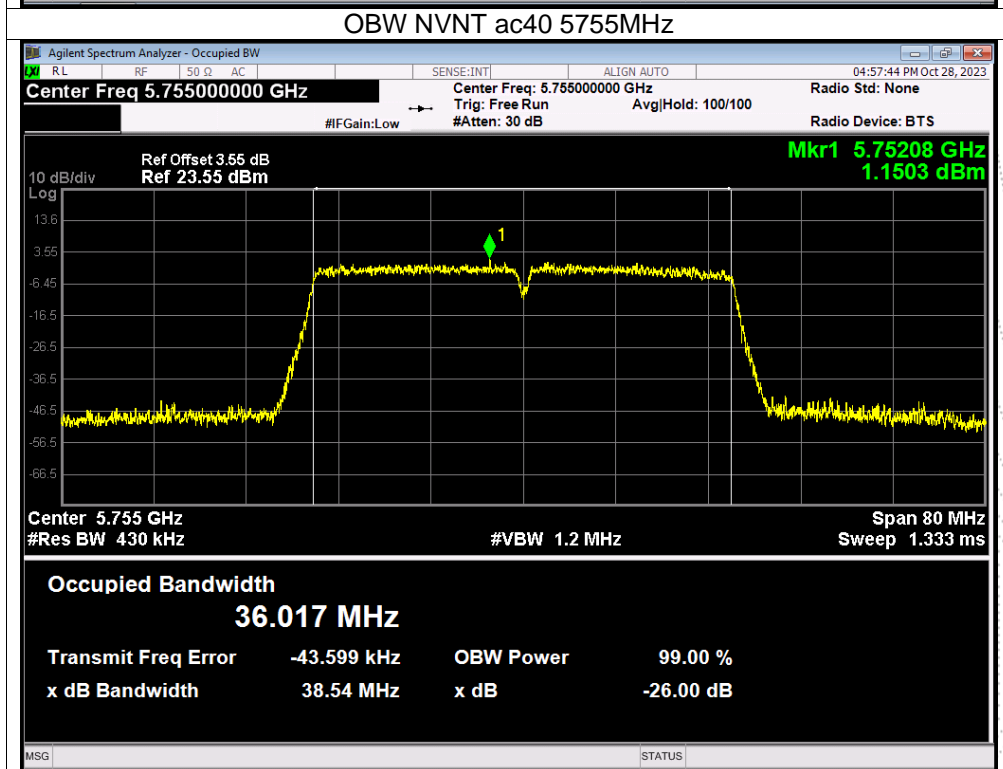 OBW NVNT ac40 5755MHz
Agilent Spectrum Analyzer - Occupied BW
LXI RL RF 50 Ω AC SENSE:INT ALIGN AUTO 04:57:44 PM Oct 28, 2023
Center Freq 5.755000000 GHz Center Freq: 5.755000000 GHz Radio Std: None
Trig: Free Run Avg|Hold: 100/100
#IFGain:Low #Atten: 30 dB Radio Device: BTS
Ref Offset 3.55 dB Mkr1 5.75208 GHz
10 dB/div Ref 23.55 dBm 1.1503 dBm
Log
13.6
1
3.55
-6.45
-16.5
-26.5
-36.5
-46.5
-56.5
-66.5
Center 5.755 GHz Span 80 MHz
#Res BW 430 kHz #VBW 1.2 MHz Sweep 1.333 ms
Occupied Bandwidth
36.017 MHz
Transmit Freq Error -43.599 kHz OBW Power 99.00 %
x dB Bandwidth 38.54 MHz x dB -26.00 dB
MSG STATUS